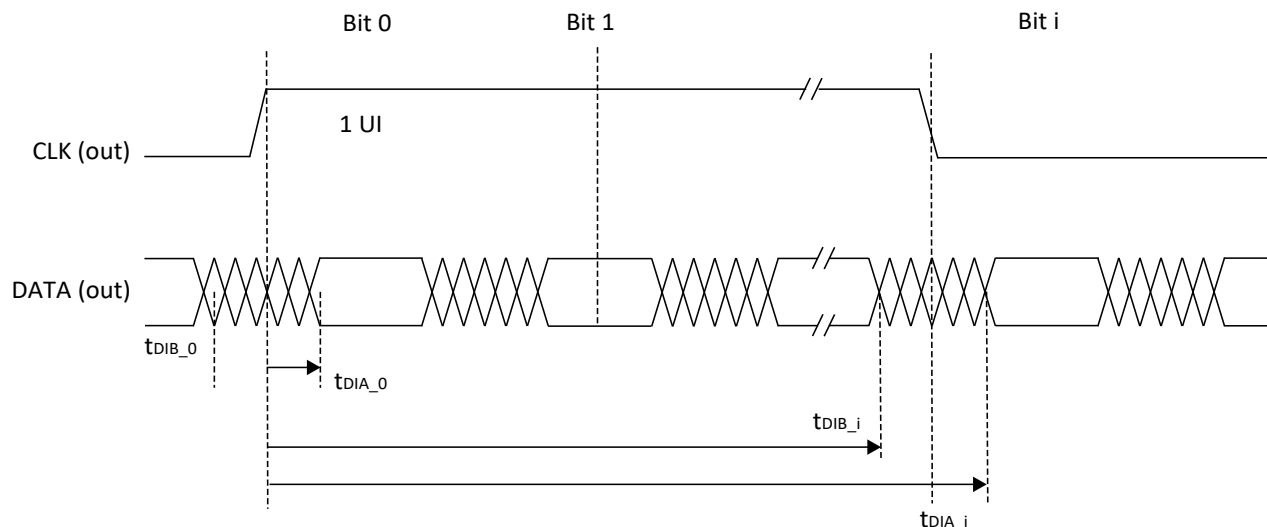 Bit 0 Bit 1 Bit i
1 UI
CLK (out)
DATA (out)
tDIB_0
tDIA_0
tDIB_i
tDIA_i